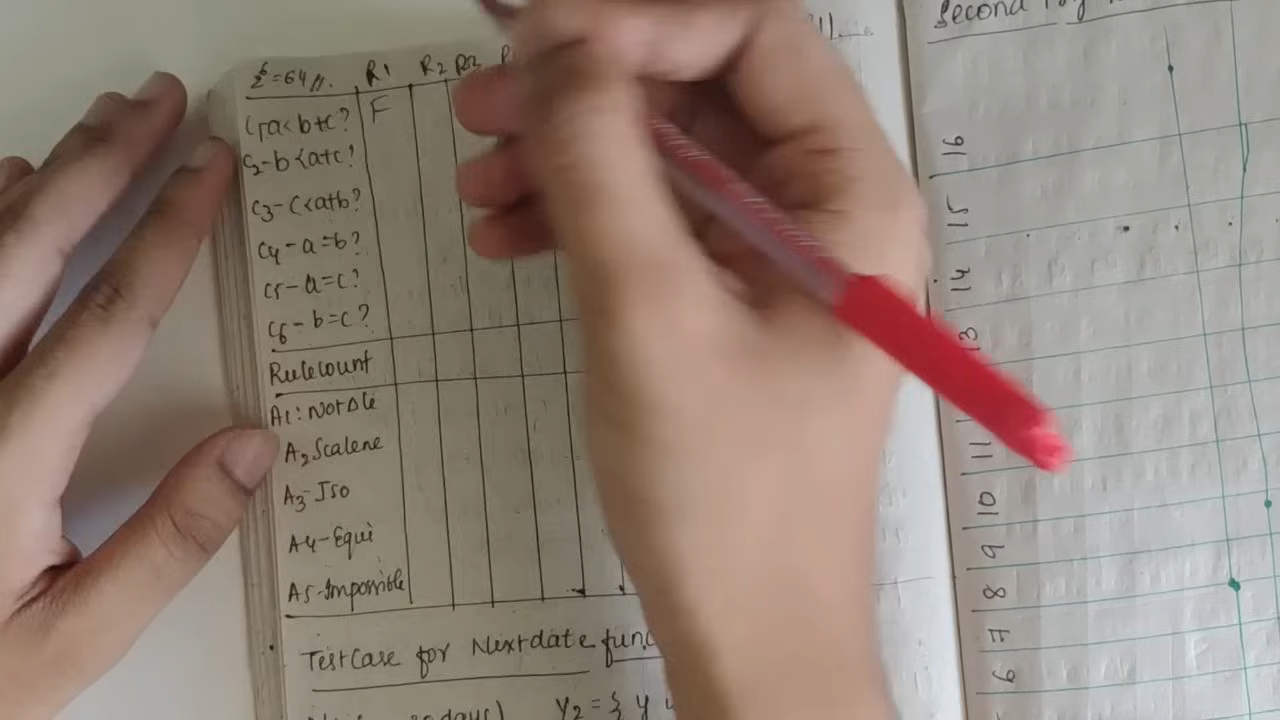 2⁶=64//. R1 R2 R3
C1-a<b+c? F
C2-b<a+c?
C3-c<a+b?
C4-a=b?
C5-a=c?
C6-b=c?
Rulecount
A1:Not Δle
A2 Scalene
A3-Iso
A4-Equi
A5-Impossible
TestCase for Nextdate func
days) Y2={ y
Second
16
15
14
13
11
10
9
8
7
6